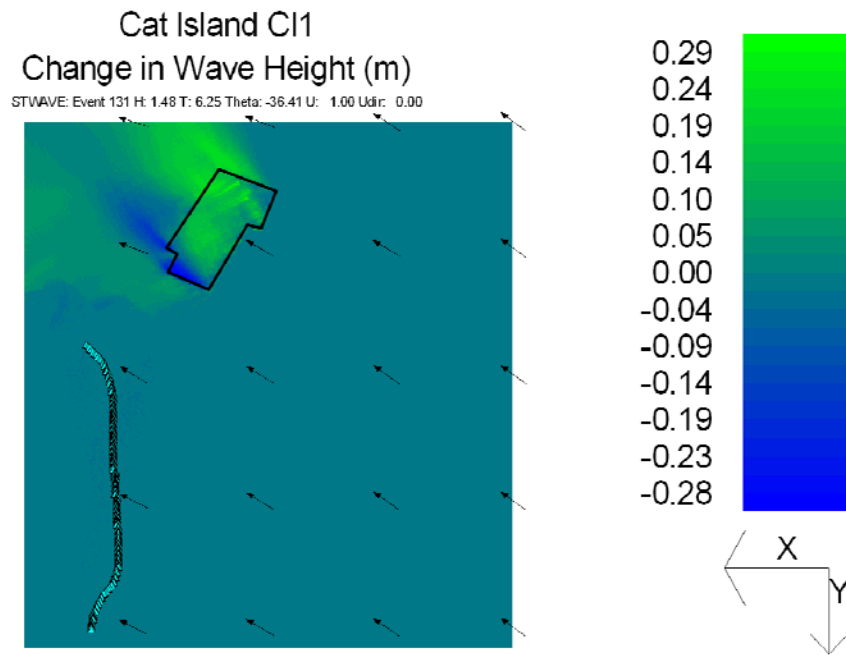 Cat Island CI1
Change in Wave Height (m)
STWAVE: Event 131 H: 1.48 T: 6.25 Theta: -36.41 U: 1.00 Udir: 0.00
0.29
0.24
0.19
0.14
0.10
0.05
0.00
-0.04
-0.09
-0.14
-0.19
-0.23
-0.28
X
Y